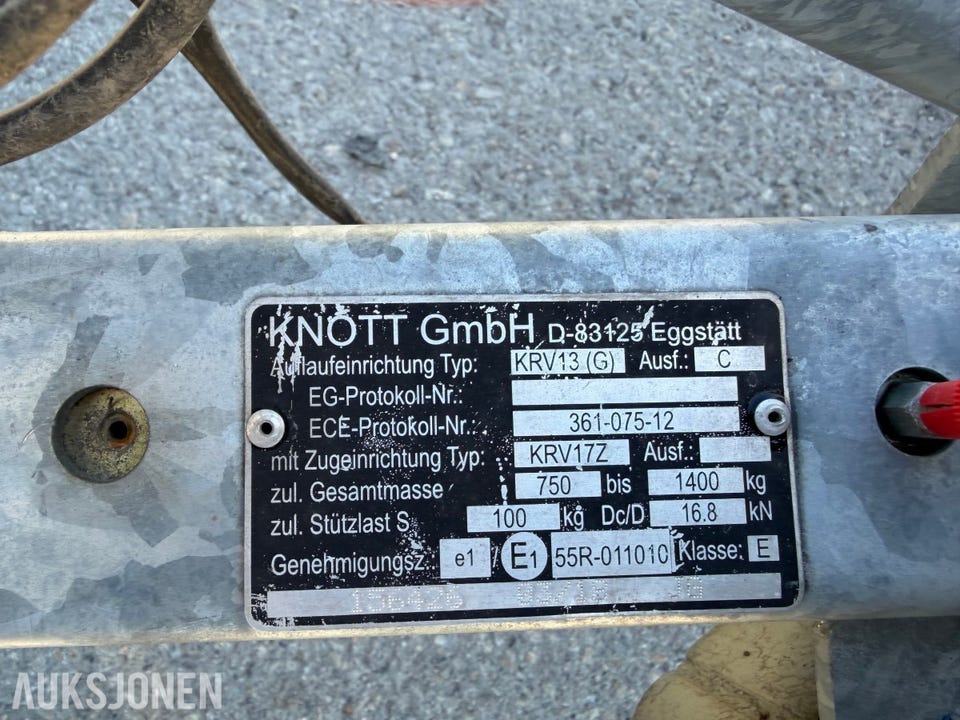 KNOTT GmbH D-83125 Eggstätt
Auflaufeinrichtung Typ: KRV13 (G) Ausf.: C
EG-Protokoll-Nr.:
ECE-Protokoll-Nr.: 361-075-12
mit Zugeinrichtung Typ: KRV17Z Ausf.:
zul. Gesamtmasse 750 bis 1400 kg
zul. Stützlast S 100 kg Dc/D 16.8 kN
Genehmigungsz. e1 / E1 55R-011010 Klasse: E
AUKSJONEN